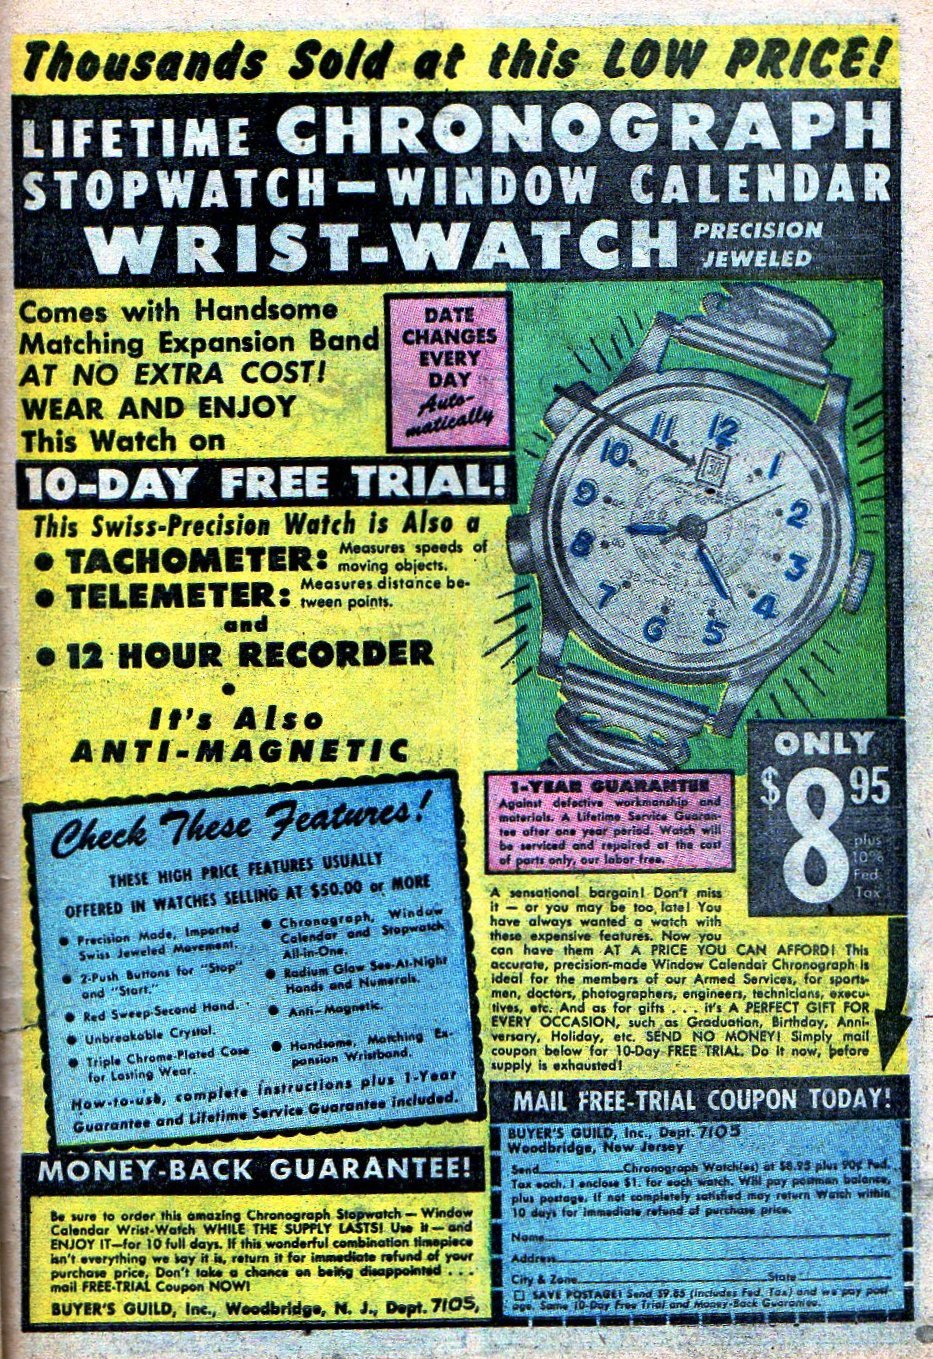 Thousands Sold at this LOW PRICE!
LIFETIME CHRONOGRAPH
STOPWATCH—WINDOW CALENDAR
WRIST-WATCH PRECISION
JEWELED
Comes with Handsome
Matching Expansion Band
AT NO EXTRA COST!
WEAR AND ENJOY
This Watch on
10-DAY FREE TRIAL!
DATE
CHANGES
EVERY
DAY
Auto-
matically
This Swiss-Precision Watch is Also a
• TACHOMETER: Measures speeds of
moving objects.
• TELEMETER: Measures distance be-
tween points.
and
• 12 HOUR RECORDER
•
It's Also
ANTI-MAGNETIC
12
1
2
3
4
5
6
7
8
9
10
11
ONLY
$8.95
plus
10%
Fed
Tax
1-YEAR GUARANTEE
Against defective workmanship and
materials. A Lifetime Service Guaran-
tee after one year period. Watch will
be serviced and repaired at the cost
of parts only, our labor free.
Check These Features!
THESE HIGH PRICE FEATURES USUALLY
OFFERED IN WATCHES SELLING AT $50.00 or MORE
• Precision Made, Imported
Swiss Jeweled Movement.
• 2-Push Buttons for "Stop"
and "Start."
• Red Sweep-Second Hand.
• Unbreakable Crystal.
• Triple Chrome-Plated Case
for Lasting Wear.
• Chronograph, Window
Calendar and Stopwatch
All-in-One.
• Radium Glow See-At-Night
Hands and Numerals.
• Anti-Magnetic.
• Handsome, Matching Ex-
pansion Wristband.
How-to-use, complete instructions plus 1-Year
Guarantee and Lifetime Service Guarantee included.
A sensational bargain! Don't miss
it — or you may be too late! You
have always wanted a watch with
these expensive features. Now you
can have them AT A PRICE YOU CAN AFFORD! This
accurate, precision-made Window Calendar Chronograph is
ideal for the members of our Armed Services, for sports-
men, doctors, photographers, engineers, technicians, execu-
tives, etc. And as for gifts . . . it's A PERFECT GIFT FOR
EVERY OCCASION, such as Graduation, Birthday, Anni-
versary, Holiday, etc. SEND NO MONEY! Simply mail
coupon below for 10-Day FREE TRIAL. Do it now, before
supply is exhausted!
MONEY-BACK GUARANTEE!
Be sure to order this amazing Chronograph Stopwatch — Window
Calendar Wrist-Watch WHILE THE SUPPLY LASTS! Use it — and
ENJOY IT—for 10 full days. If this wonderful combination timepiece
isn't everything we say it is, return it for immediate refund of your
purchase price, Don't take a chance on being disappointed . . .
mail FREE-TRIAL Coupon NOW!
BUYER'S GUILD, Inc., Woodbridge, N. J., Dept. 7105,
MAIL FREE-TRIAL COUPON TODAY!
BUYER'S GUILD, Inc., Dept. 7105
Woodbridge, New Jersey
Send Chronograph Watch(es) at $8.95 plus 90¢ Fed.
Tax each. I enclose $1. for each watch. Will pay postman balance,
plus postage. If not completely satisfied may return Watch within
10 days for immediate refund of purchase price.
Name
Address
City & Zone State
□ SAVE POSTAGE! Send $9.85 (includes Fed. Tax) and we pay post-
age. Same 10-Day Free Trial and Money-Back Guarantee.